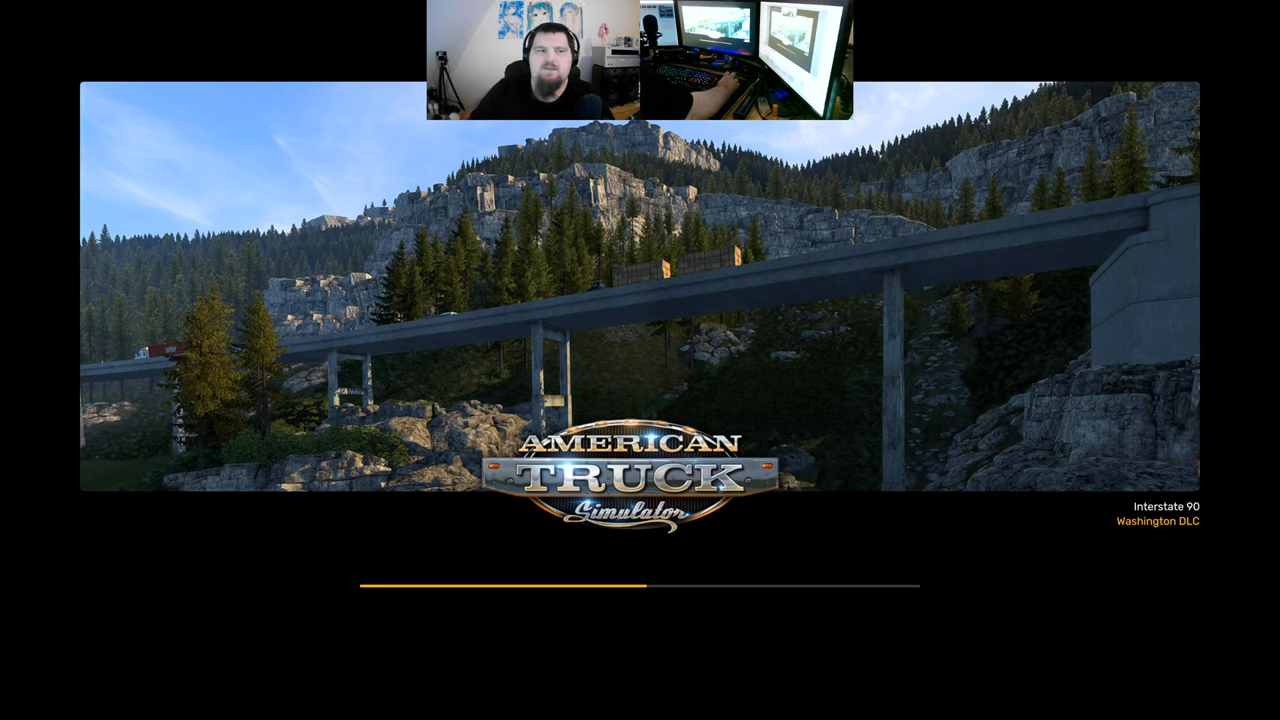 AMERICAN
TRUCK
Simulator
Interstate 90
Washington DLC